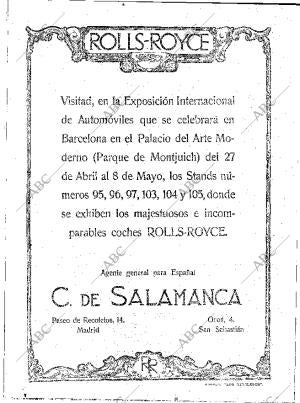 ROLLS-ROYCE
Visitad, en la Exposición Internacional
de Automóviles que se celebrará en
Barcelona en el Palacio del Arte Mo-
derno (Parque de Montjuich) del 27
de Abril al 8 de Mayo, los Stands nú-
meros 95, 96, 97, 103, 104 y 105, donde
se exhiben los majestuosos e incom-
parables coches ROLLS-ROYCE.
Agente general para España:
C. DE SALAMANCA
Paseo de Recoletos, 14.
Madrid
Oroz, 4.
San Sebastián
RR